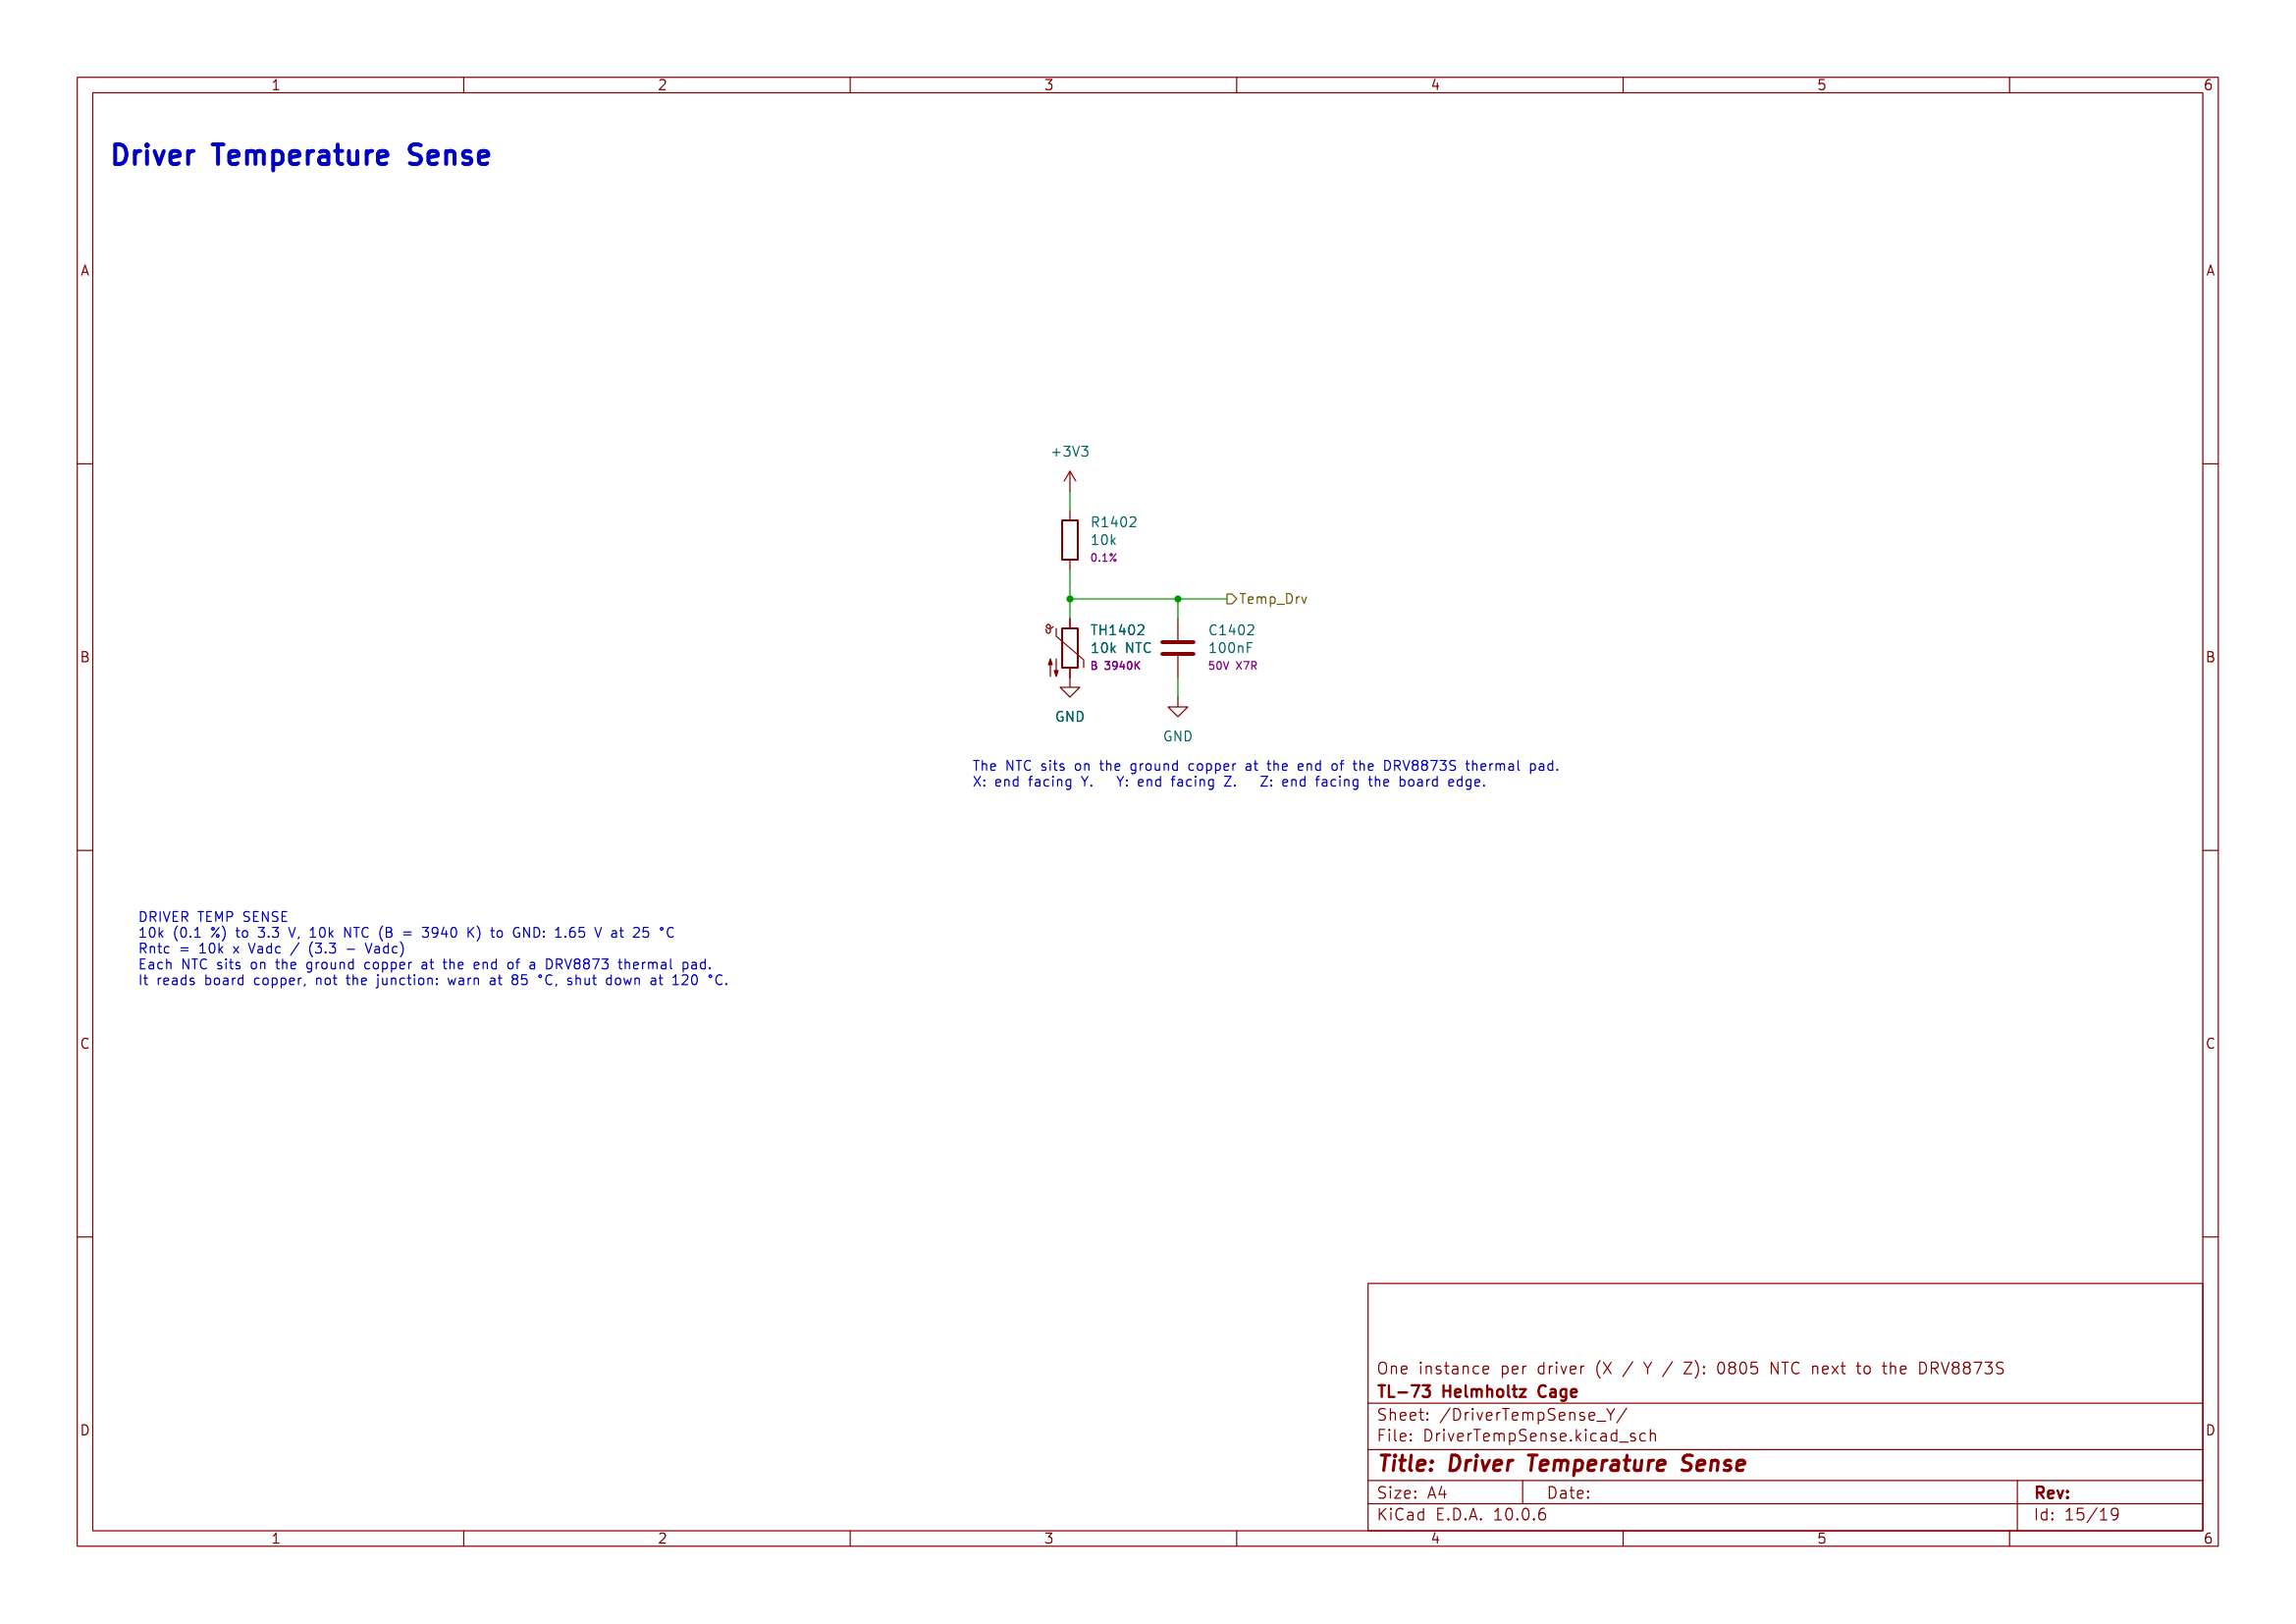 1 2 3 4 5 6
Driver Temperature Sense
A A
+3V3
R1402
10k
0.1%
Temp_Drv
ϑ
TH1402
10k NTC
B 3940K
C1402
100nF
50V X7R
B B
GND
GND
The NTC sits on the ground copper at the end of the DRV8873S thermal pad.
X: end facing Y. Y: end facing Z. Z: end facing the board edge.
DRIVER TEMP SENSE
10k (0.1 %) to 3.3 V, 10k NTC (B = 3940 K) to GND: 1.65 V at 25 °C
Rntc = 10k x Vadc / (3.3 - Vadc)
Each NTC sits on the ground copper at the end of a DRV8873 thermal pad.
It reads board copper, not the junction: warn at 85 °C, shut down at 120 °C.
C C
One instance per driver (X / Y / Z): 0805 NTC next to the DRV8873S
TL-73 Helmholtz Cage
Sheet: /DriverTempSense_Y/
File: DriverTempSense.kicad_sch
D D
Title: Driver Temperature Sense
Size: A4 Date: Rev:
KiCad E.D.A. 10.0.6 Id: 15/19
1 2 3 4 5 6